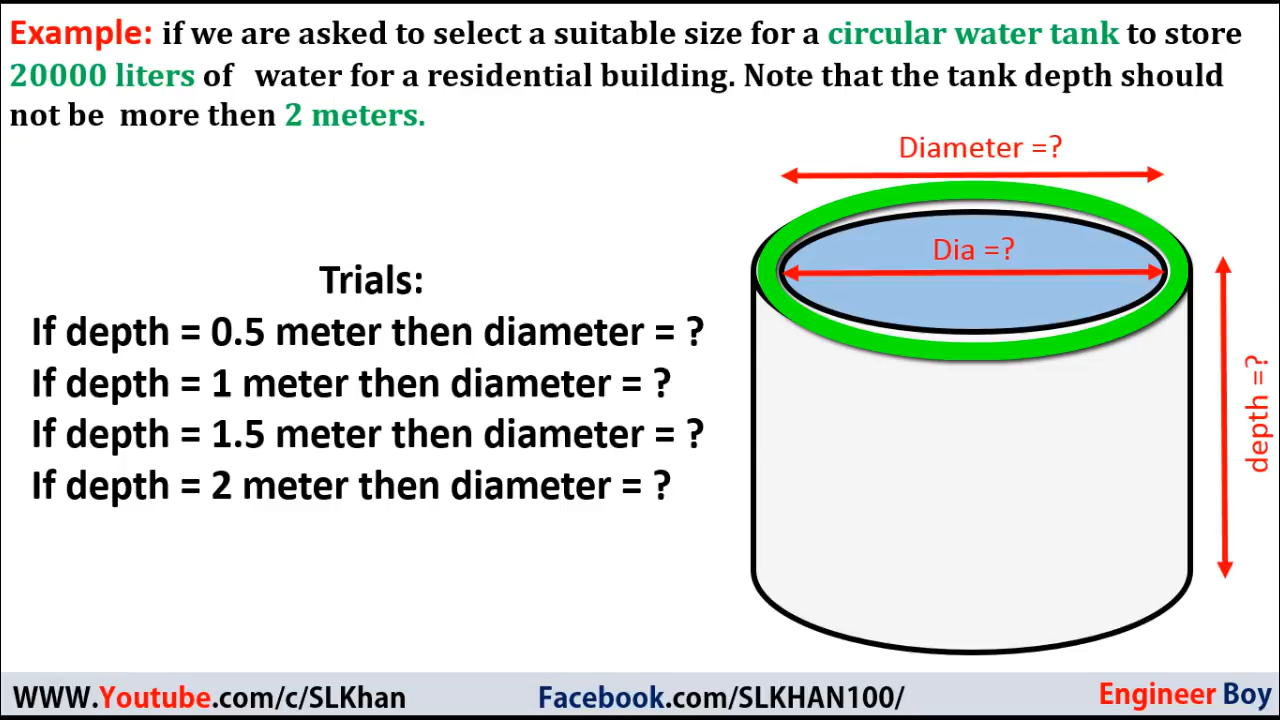 Example: if we are asked to select a suitable size for a circular water tank to store
20000 liters of water for a residential building. Note that the tank depth should
not be more then 2 meters.
Diameter =?
Dia =?
depth =?
Trials:
If depth = 0.5 meter then diameter = ?
If depth = 1 meter then diameter = ?
If depth = 1.5 meter then diameter = ?
If depth = 2 meter then diameter = ?
WWW.Youtube.com/c/SLKhan
Facebook.com/SLKHAN100/
Engineer Boy